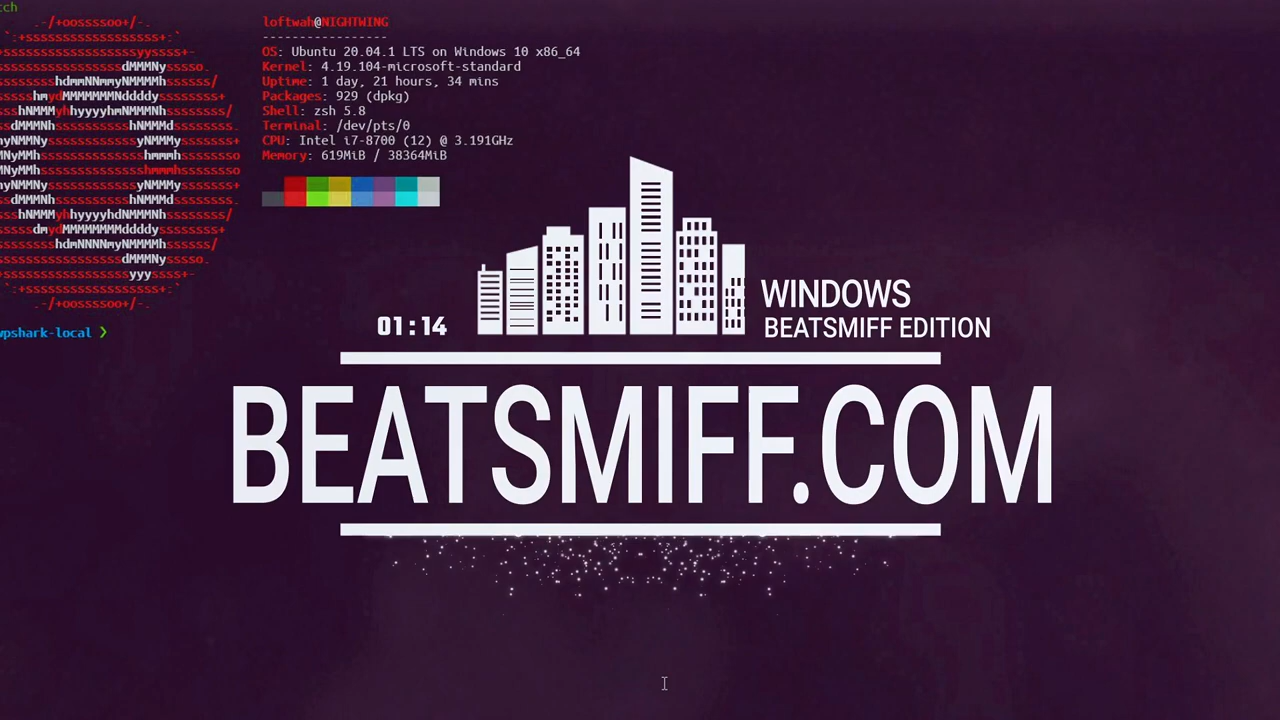 tch
loftwah@NIGHTWING
-----------------
OS: Ubuntu 20.04.1 LTS on Windows 10 x86_64
Kernel: 4.19.104-microsoft-standard
Uptime: 1 day, 21 hours, 34 mins
Packages: 929 (dpkg)
Shell: zsh 5.8
Terminal: /dev/pts/0
CPU: Intel i7-8700 (12) @ 3.191GHz
Memory: 619MiB / 38364MiB
wpshark-local ❯
01:14
WINDOWS
BEATSMIFF EDITION
BEATSMIFF.COM